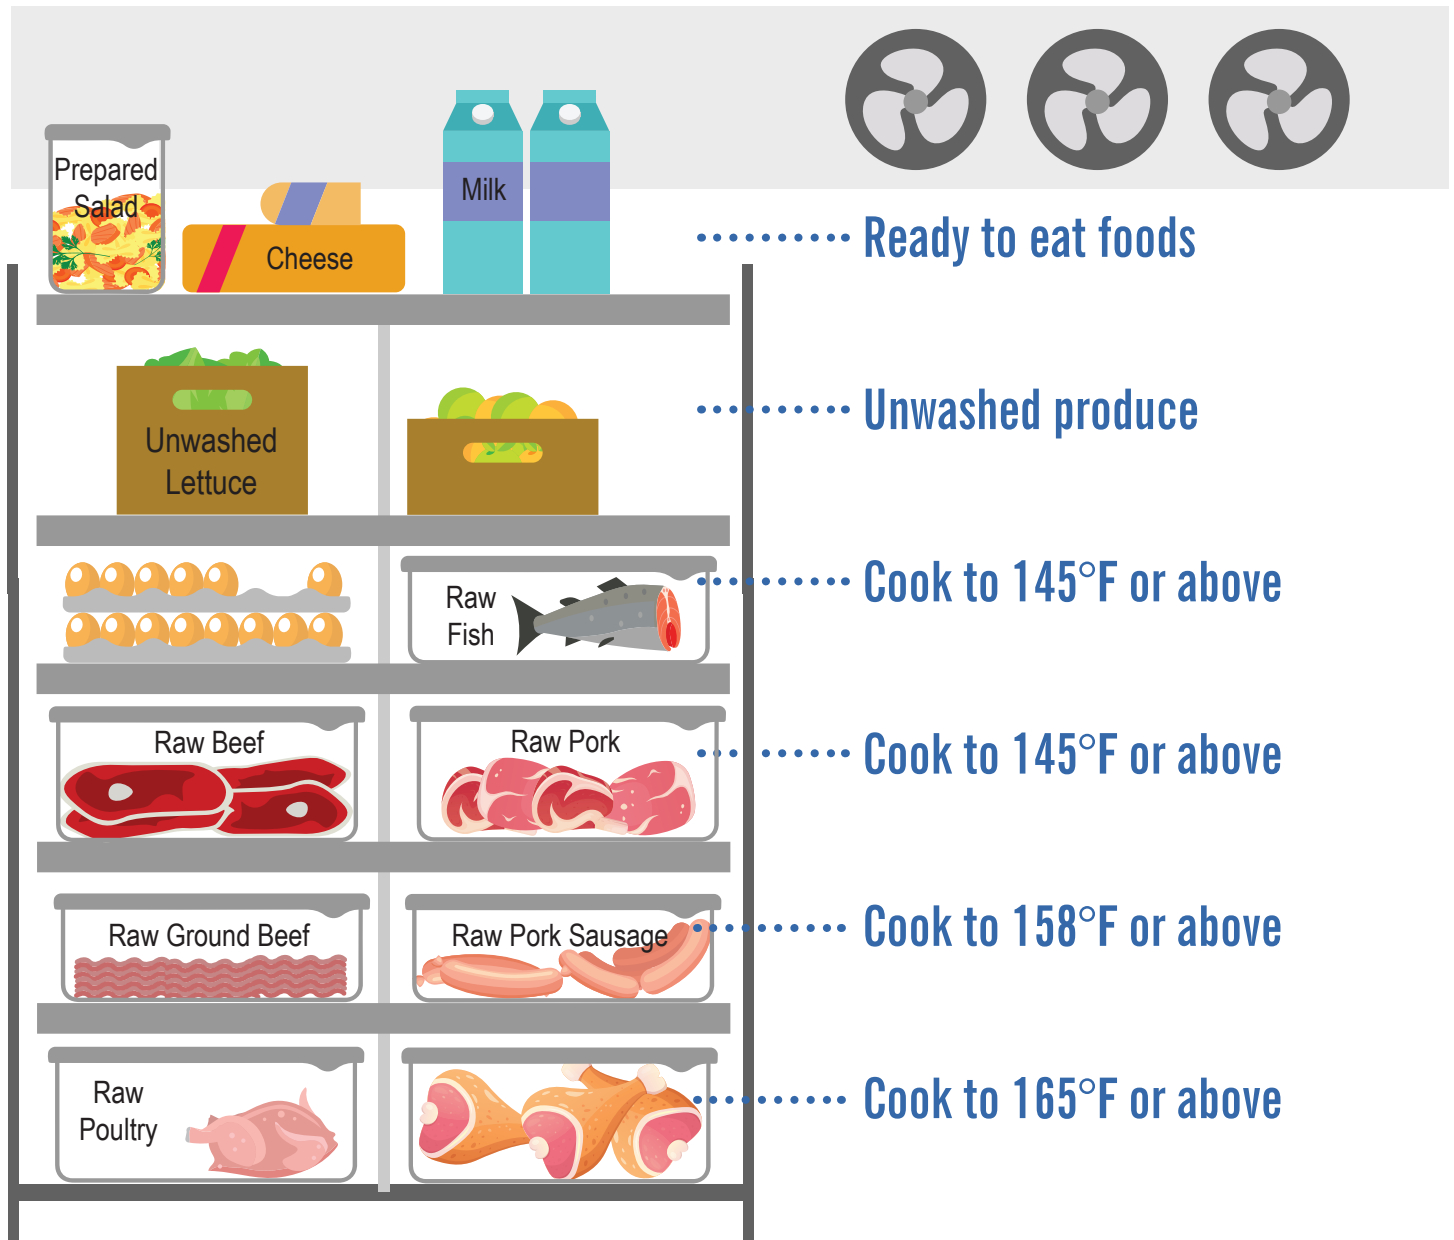 Prepared
Salad
Cheese
Milk
Ready to eat foods
Unwashed
Lettuce
Unwashed produce
Raw
Fish
Cook to 145°F or above
Raw Beef
Raw Pork
Cook to 145°F or above
Raw Ground Beef
Raw Pork Sausage
Cook to 158°F or above
Raw
Poultry
Cook to 165°F or above